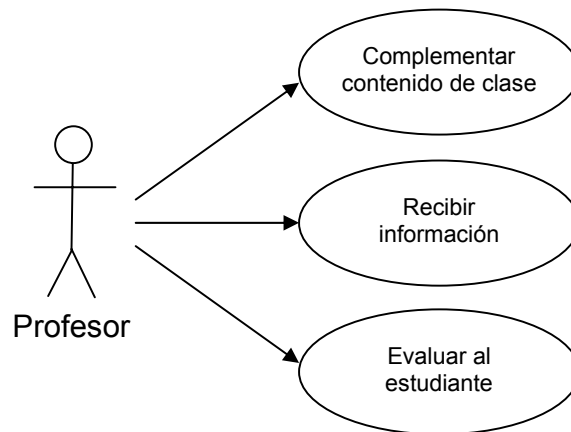 Complementar
contenido de clase
Recibir
información
Profesor
Evaluar al
estudiante